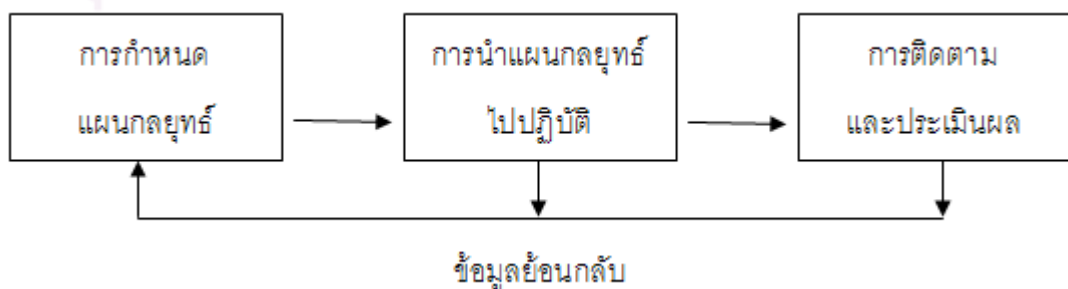 การกำหนด
แผนกลยุทธ์
การนำแผนกลยุทธ์
ไปปฏิบัติ
การติดตาม
และประเมินผล
ข้อมูลย้อนกลับ